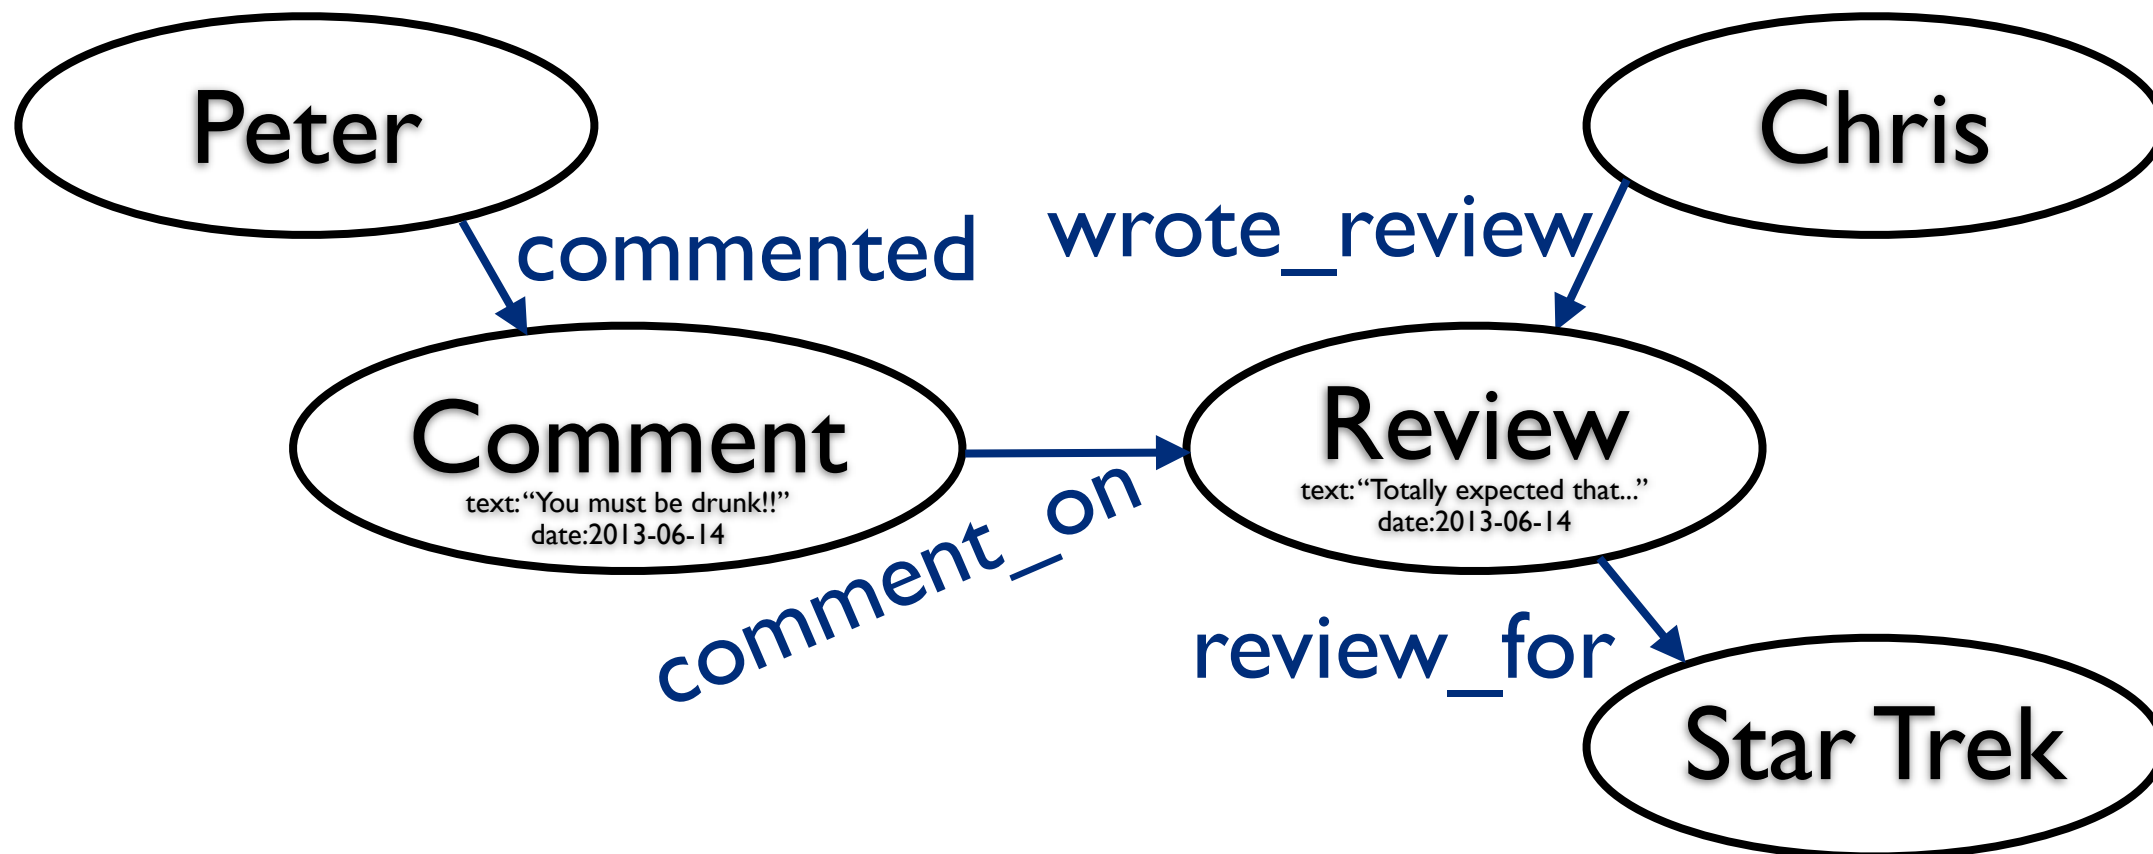 Peter
Chris
commented
wrote_review
Comment
text:“You must be drunk!!”
date:2013-06-14
Review
text:“Totally expected that...”
date:2013-06-14
comment_on
review_for
Star Trek